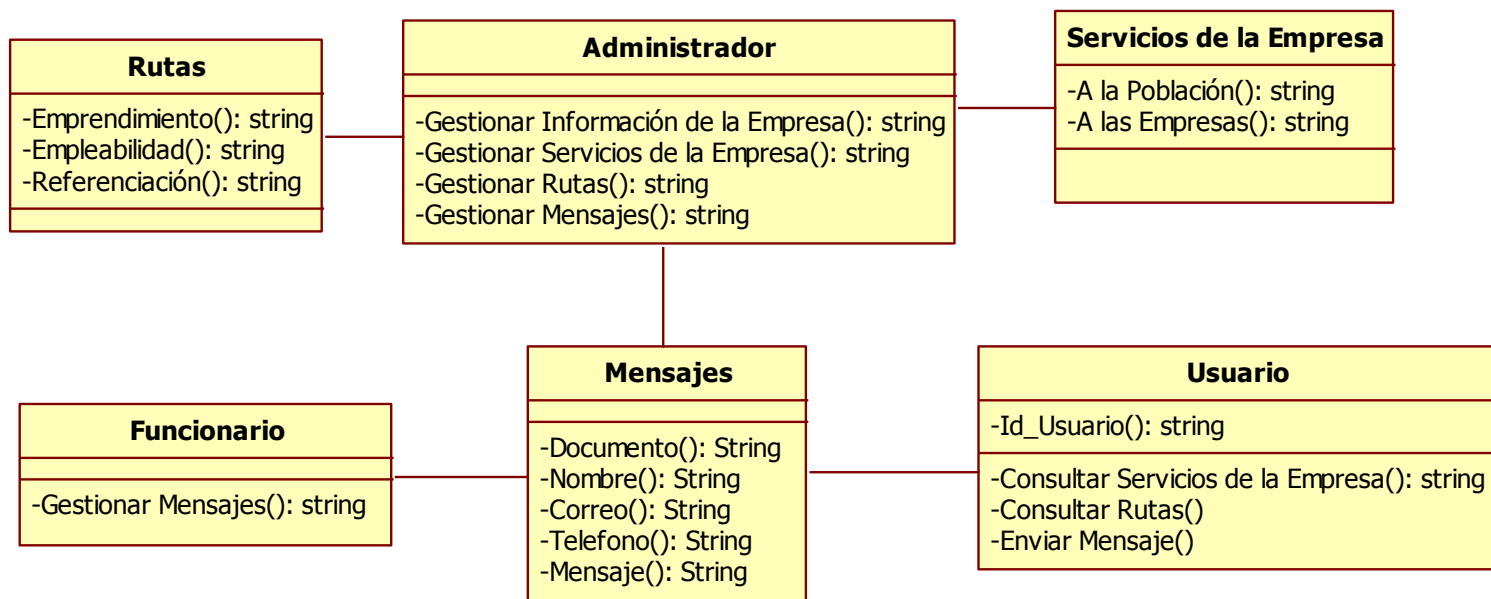 Rutas
-Emprendimiento(): string
-Empleabilidad(): string
-Referenciación(): string
Administrador
-Gestionar Información de la Empresa(): string
-Gestionar Servicios de la Empresa(): string
-Gestionar Rutas(): string
-Gestionar Mensajes(): string
Servicios de la Empresa
-A la Población(): string
-A las Empresas(): string
Funcionario
-Gestionar Mensajes(): string
Mensajes
-Documento(): String
-Nombre(): String
-Correo(): String
-Telefono(): String
-Mensaje(): String
Usuario
-Id_Usuario(): string
-Consultar Servicios de la Empresa(): string
-Consultar Rutas()
-Enviar Mensaje()